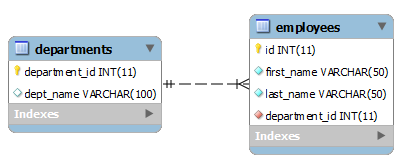 departments
department_id INT(11)
dept_name VARCHAR(100)
Indexes
employees
id INT(11)
first_name VARCHAR(50)
last_name VARCHAR(50)
department_id INT(11)
Indexes